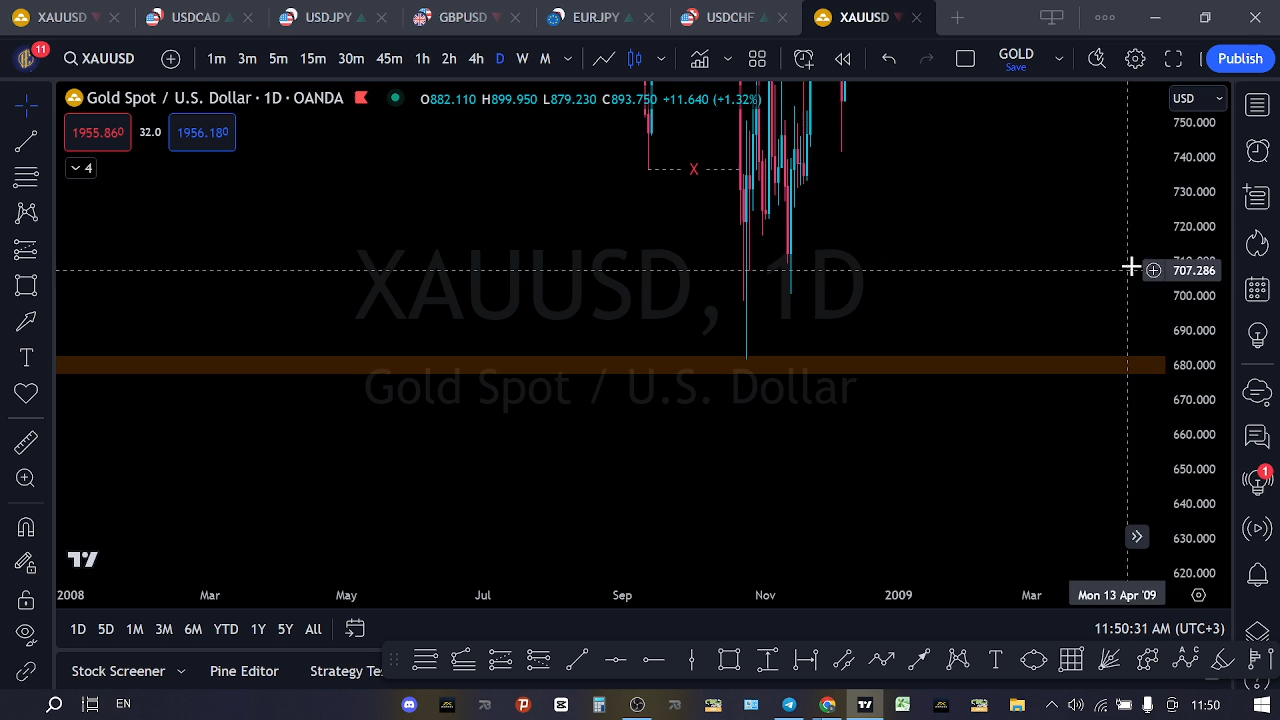 XAUUSD USDCAD USDJPY GBPUSD EURJPY USDCHF XAUUSD
11 XAUUSD 1m 3m 5m 15m 30m 45m 1h 2h 4h D W M GOLD Save Publish
Gold Spot / U.S. Dollar · 1D · OANDA O882.110 H899.950 L879.230 C893.750 +11.640 (+1.32%) USD
1955.860 32.0 1956.180
4
X
XAUUSD, 1D
Gold Spot / U.S. Dollar
750.000
740.000
730.000
720.000
707.286
700.000
690.000
680.000
670.000
660.000
650.000
640.000
630.000
620.000
1
2008 Mar May Jul Sep Nov 2009 Mar Mon 13 Apr '09
1D 5D 1M 3M 6M YTD 1Y 5Y All 11:50:31 AM (UTC+3)
Stock Screener Pine Editor Strategy Te
EN 11:50